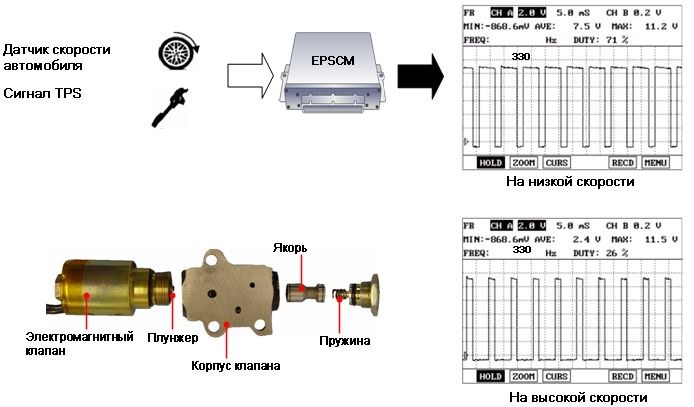 Датчик скорости
автомобиля
Сигнал TPS
EPSCM
FR CH A 2.0 V 5.0 mS CH B 0.2 V
MIN:-868.6mV AVE: 7.5 V MAX: 11.2 V
FREQ: Hz DUTY: 71 %
330
HOLD ZOOM CURS RECD MENU
На низкой скорости
Якорь
Электромагнитный
клапан
Плунжер
Корпус клапана
Пружина
FR CH A 2.0 V 5.0 mS CH B 0.2 V
MIN:-868.6mV AVE: 2.4 V MAX: 11.5 V
FREQ: 330 Hz DUTY: 26 %
HOLD ZOOM CURS RECD MENU
На высокой скорости